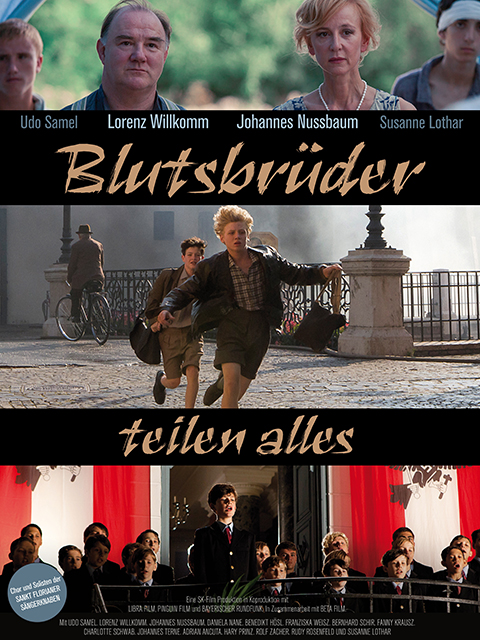 Udo Samel Lorenz Willkomm Johannes Nussbaum Susanne Lothar
Blutsbrüder
teilen alles
Chor und Solisten der
SANKT FLORIANER
SÄNGERKNABEN
Eine SK-Film Produktion in Koproduktion mit
LIBRA FILM, PINGUIN FILM und BAYERISCHER RUNDFUNK In Zusammenarbeit mit BETA FILM
Mit UDO SAMEL, LORENZ WILLKOMM, JOHANNES NUSSBAUM, DANIELA NANE, BENEDIKT HÖSL, FRANZISKA WEISZ, BERNHARD SCHIR, FANNY KRAUSZ,
CHARLOTTE SCHWAB, JOHANNES TERNE, ADRIAN ANCUTA, HARY PRINZ, ROLF ZACHER, RUDY ROSENFELD UND SUSANNE LOTHAR